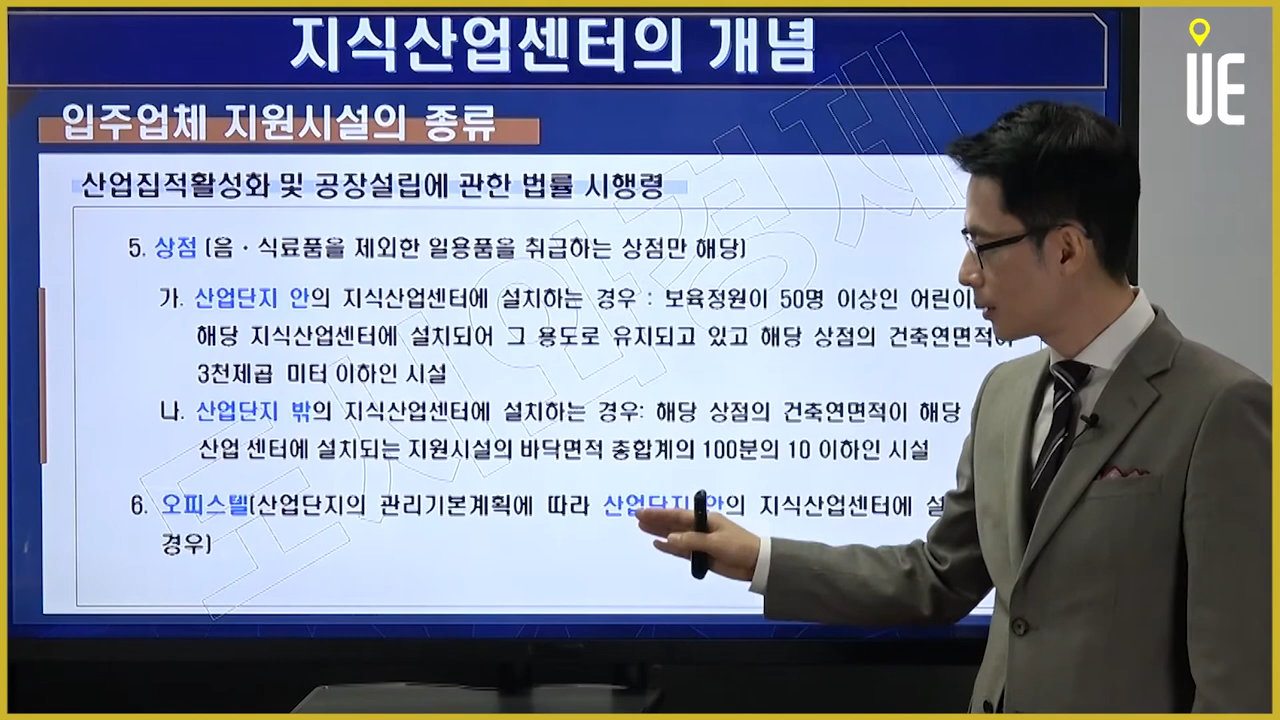 지식산업센터의 개념
UE
입주업체 지원시설의 종류
산업집적활성화 및 공장설립에 관한 법률 시행령
5. 상점 (음·식료품을 제외한 일용품을 취급하는 상점만 해당)
가. 산업단지 안의 지식산업센터에 설치하는 경우 : 보육정원이 50명 이상인 어린이
해당 지식산업센터에 설치되어 그 용도로 유지되고 있고 해당 상점의 건축연면적이
3천제곱 미터 이하인 시설
나. 산업단지 밖의 지식산업센터에 설치하는 경우: 해당 상점의 건축연면적이 해당
산업 센터에 설치되는 지원시설의 바닥면적 총합계의 100분의 10 이하인 시설
6. 오피스텔(산업단지의 관리기본계획에 따라 산업단지 안의 지식산업센터에 설
경우)
도시와경제